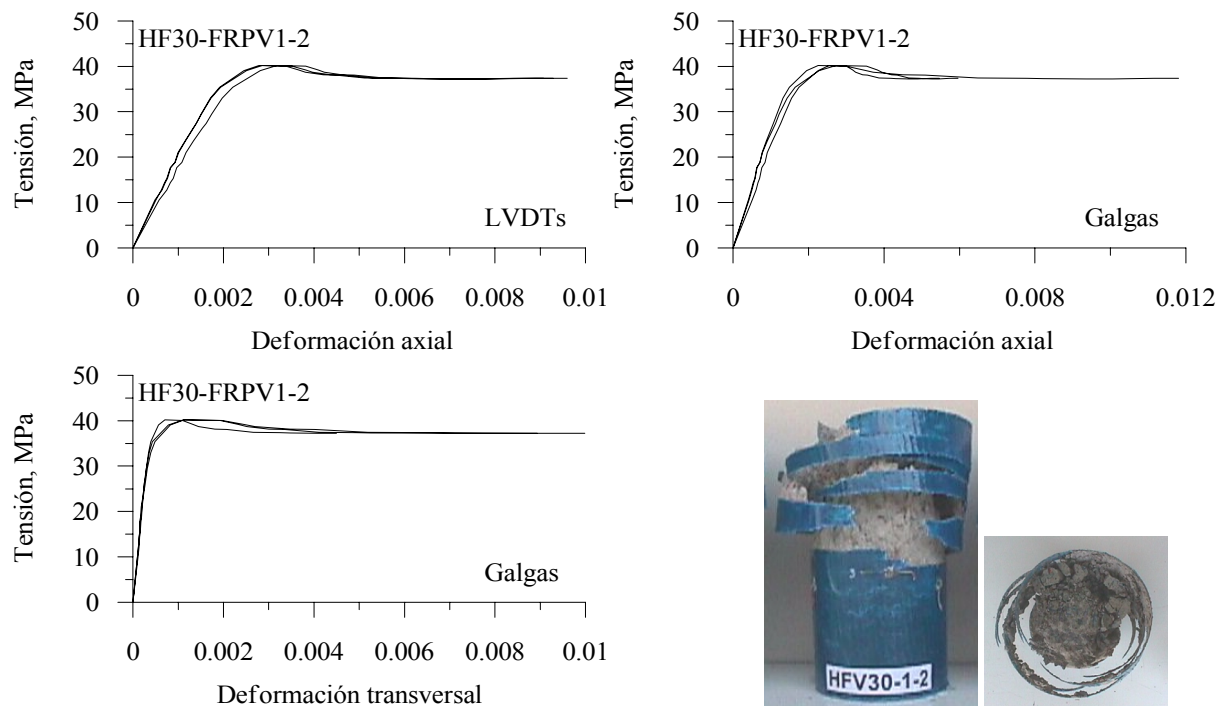 50
HF30-FRPV1-2
40
30
20
10
0
Tensión, MPa
LVDTs
0 0.002 0.004 0.006 0.008 0.01
Deformación axial
50
HF30-FRPV1-2
40
30
20
10
0
Tensión, MPa
Galgas
0 0.004 0.008 0.012
Deformación axial
50
HF30-FRPV1-2
40
30
20
10
0
Tensión, MPa
Galgas
0 0.002 0.004 0.006 0.008 0.01
Deformación transversal
3
HFV30-1-2